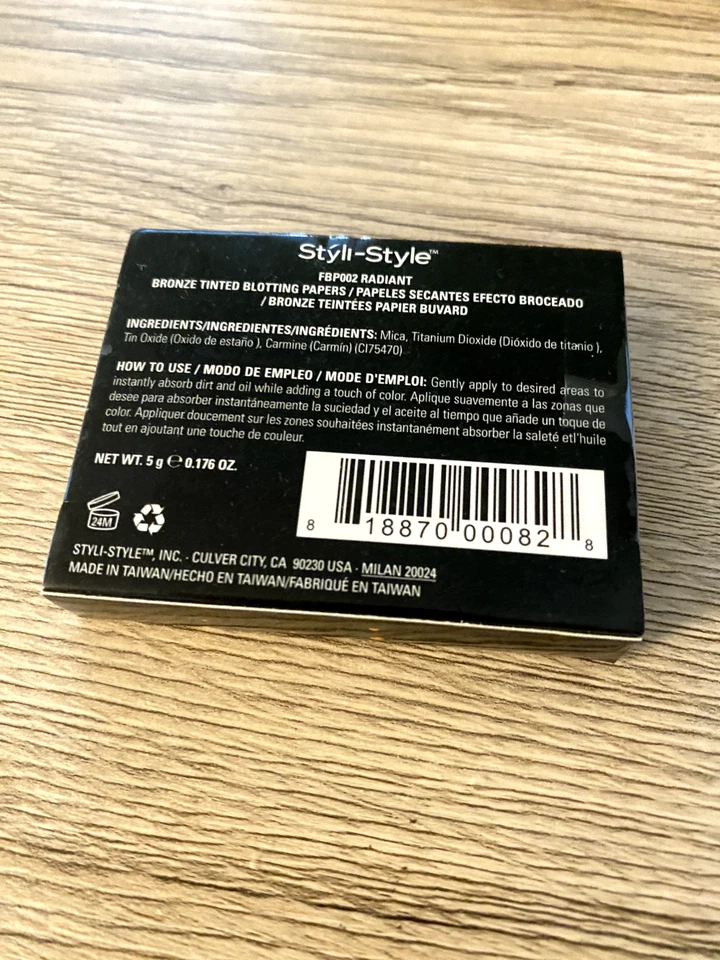 Styli-Style™
FBP002 RADIANT
BRONZE TINTED BLOTTING PAPERS / PAPELES SECANTES EFECTO BROCEADO
/ BRONZE TEINTÉES PAPIER BUVARD
INGREDIENTS/INGREDIENTES/INGRÉDIENTS: Mica, Titanium Dioxide (Dióxido de titanio ),
Tin Oxide (Oxido de estaño ), Carmine (Carmín) (CI75470)
HOW TO USE / MODO DE EMPLEO / MODE D'EMPLOI: Gently apply to desired areas to
instantly absorb dirt and oil while adding a touch of color. Aplique suavemente a las zonas que
desee para absorber instantáneamente la suciedad y el aceite al tiempo que añade un toque de
color. Appliquer doucement sur les zones souhaitées instantanément absorber la saleté etl'huile
tout en ajoutant une touche de couleur.
NET WT. 5 g ℮ 0.176 OZ.
24M
8 18870 00082 8
STYLI-STYLE™, INC. · CULVER CITY, CA 90230 USA · MILAN 20024
MADE IN TAIWAN/HECHO EN TAIWAN/FABRIQUÉ EN TAIWAN